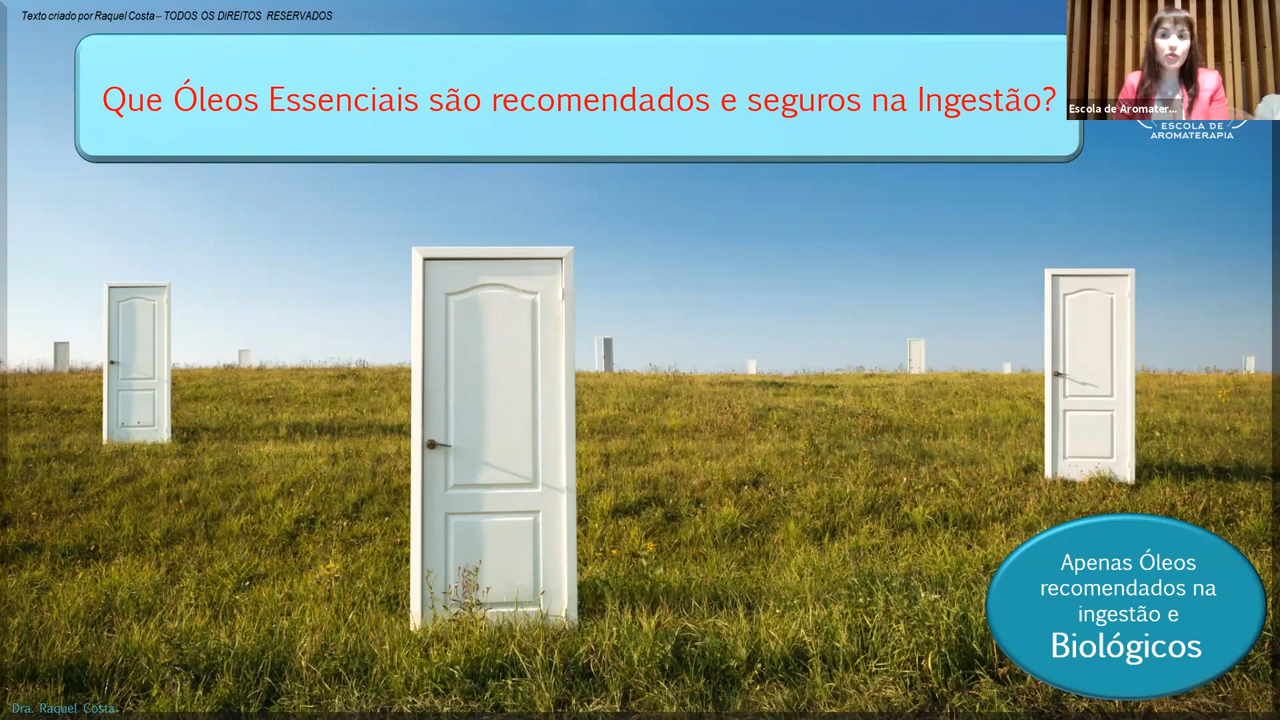 Texto criado por Raquel Costa – TODOS OS DIREITOS RESERVADOS
Que Óleos Essenciais são recomendados e seguros na Ingestão?
Escola de Aromater...
ESCOLA DE
AROMATERAPIA
Apenas Óleos
recomendados na
ingestão e
Biológicos
Dra. Raquel Costa